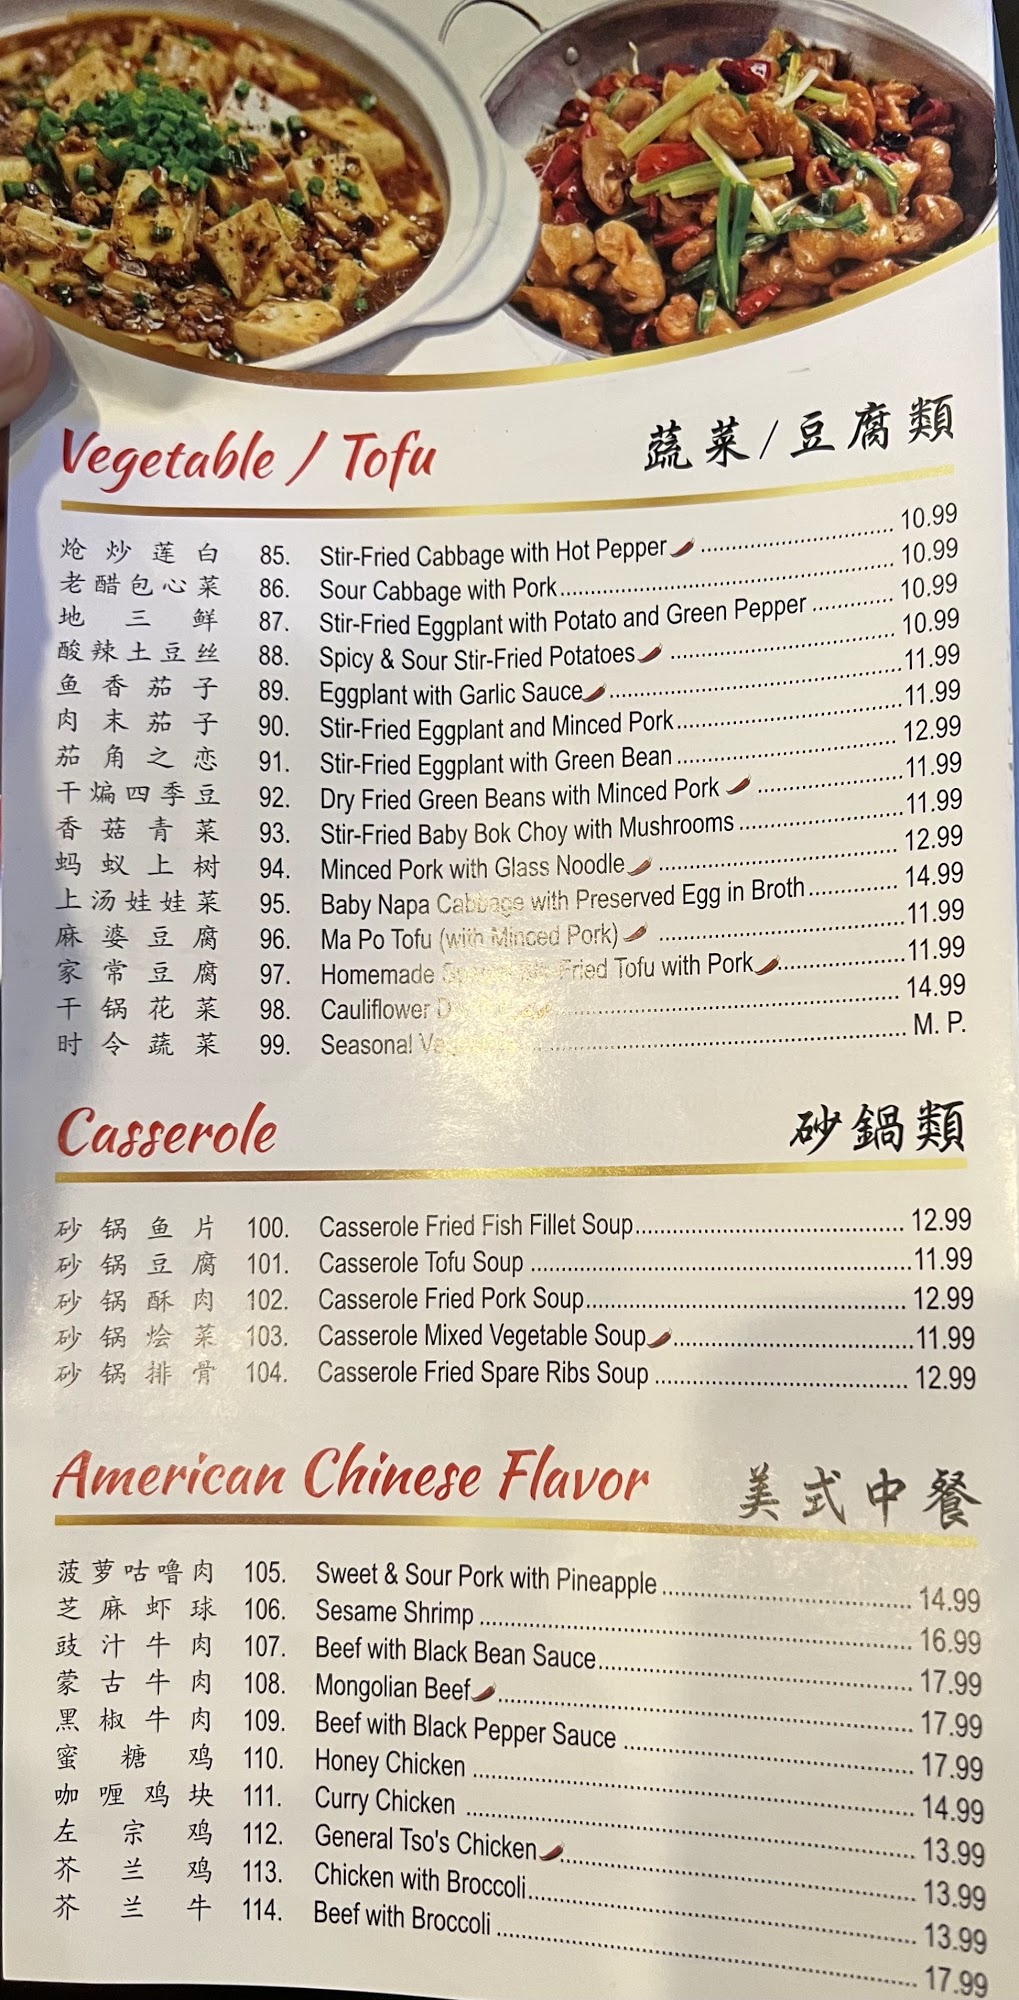 Vegetable / Tofu 蔬菜/豆腐類
炝炒莲白 85. Stir-Fried Cabbage with Hot Pepper 10.99
老醋包心菜 86. Sour Cabbage with Pork 10.99
地三鲜 87. Stir-Fried Eggplant with Potato and Green Pepper 10.99
酸辣土豆丝 88. Spicy & Sour Stir-Fried Potatoes 10.99
鱼香茄子 89. Eggplant with Garlic Sauce 11.99
肉末茄子 90. Stir-Fried Eggplant and Minced Pork 11.99
茄角之恋 91. Stir-Fried Eggplant with Green Bean 12.99
干煸四季豆 92. Dry Fried Green Beans with Minced Pork 11.99
香菇青菜 93. Stir-Fried Baby Bok Choy with Mushrooms 11.99
蚂蚁上树 94. Minced Pork with Glass Noodle 12.99
上汤娃娃菜 95. Baby Napa Cabbage with Preserved Egg in Broth 14.99
麻婆豆腐 96. Ma Po Tofu (with Minced Pork) 11.99
家常豆腐 97. Homemade Fried Tofu with Pork 11.99
干锅花菜 98. Cauliflower 14.99
时令蔬菜 99. Seasonal M. P.
Casserole 砂鍋類
砂锅鱼片 100. Casserole Fried Fish Fillet Soup 12.99
砂锅豆腐 101. Casserole Tofu Soup 11.99
砂锅酥肉 102. Casserole Fried Pork Soup 12.99
砂锅烩菜 103. Casserole Mixed Vegetable Soup 11.99
砂锅排骨 104. Casserole Fried Spare Ribs Soup 12.99
American Chinese Flavor 美式中餐
菠萝咕噜肉 105. Sweet & Sour Pork with Pineapple 14.99
芝麻虾球 106. Sesame Shrimp 16.99
豉汁牛肉 107. Beef with Black Bean Sauce 17.99
蒙古牛肉 108. Mongolian Beef 17.99
黑椒牛肉 109. Beef with Black Pepper Sauce 17.99
蜜糖鸡 110. Honey Chicken 14.99
咖喱鸡块 111. Curry Chicken 13.99
左宗鸡 112. General Tso's Chicken 13.99
芥兰鸡 113. Chicken with Broccoli 13.99
芥兰牛 114. Beef with Broccoli 17.99